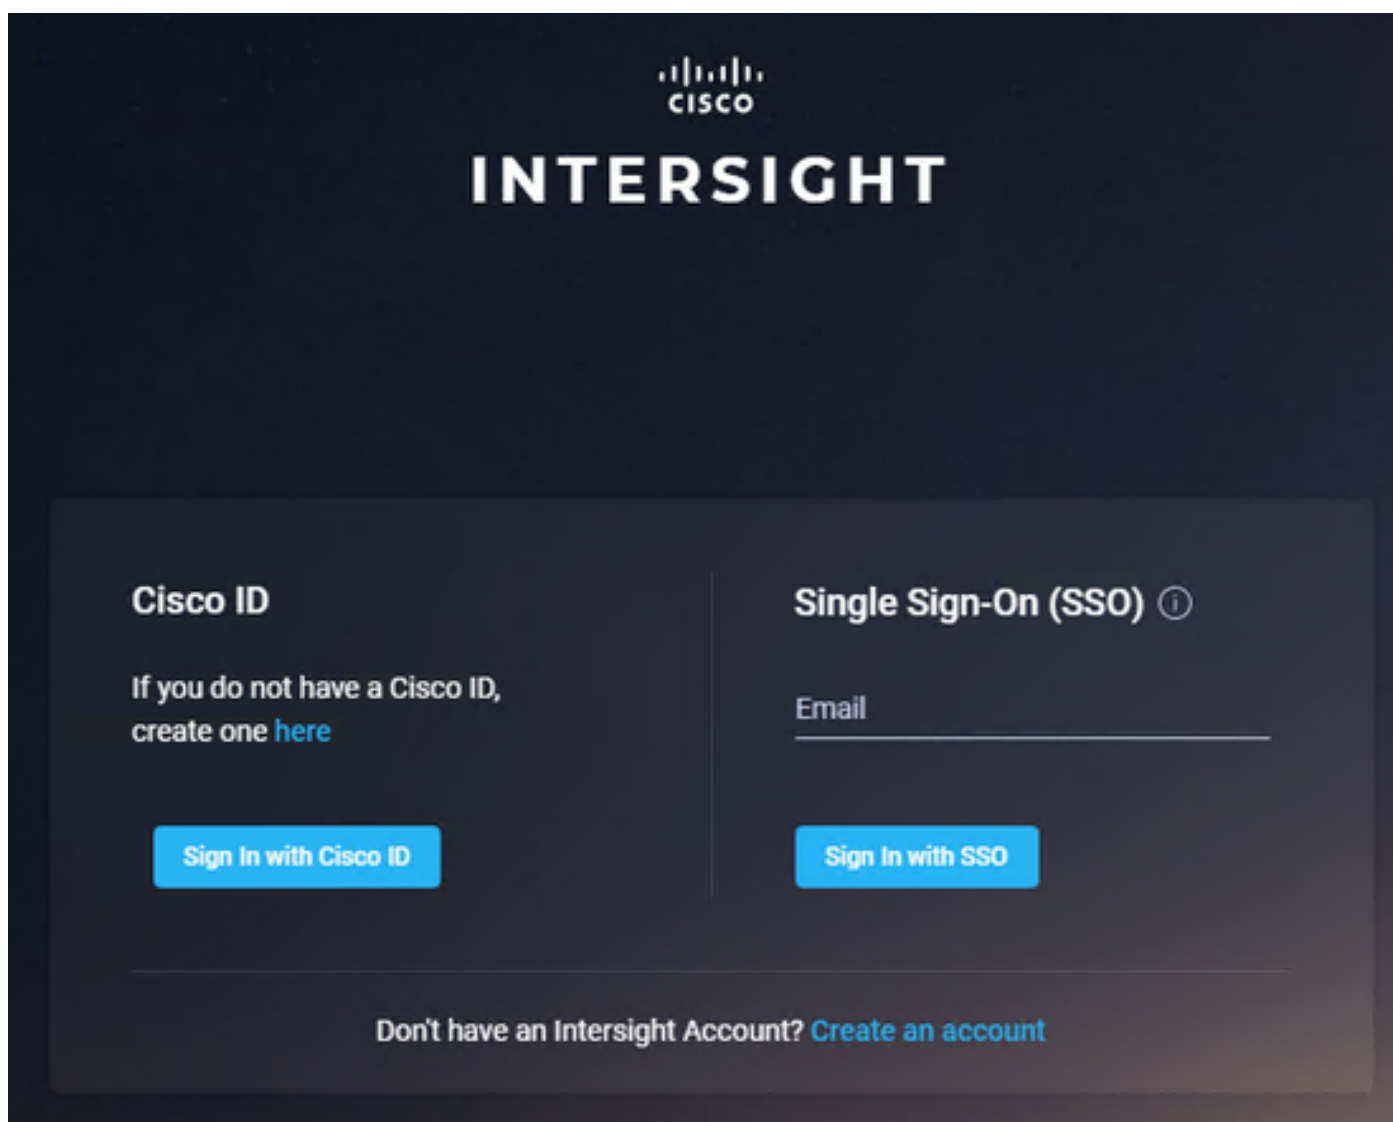 CISCO
INTERSIGHT
Cisco ID
If you do not have a Cisco ID,
create one here
Sign In with Cisco ID
Single Sign-On (SSO)
Email
Sign In with SSO
Don't have an Intersight Account? Create an account